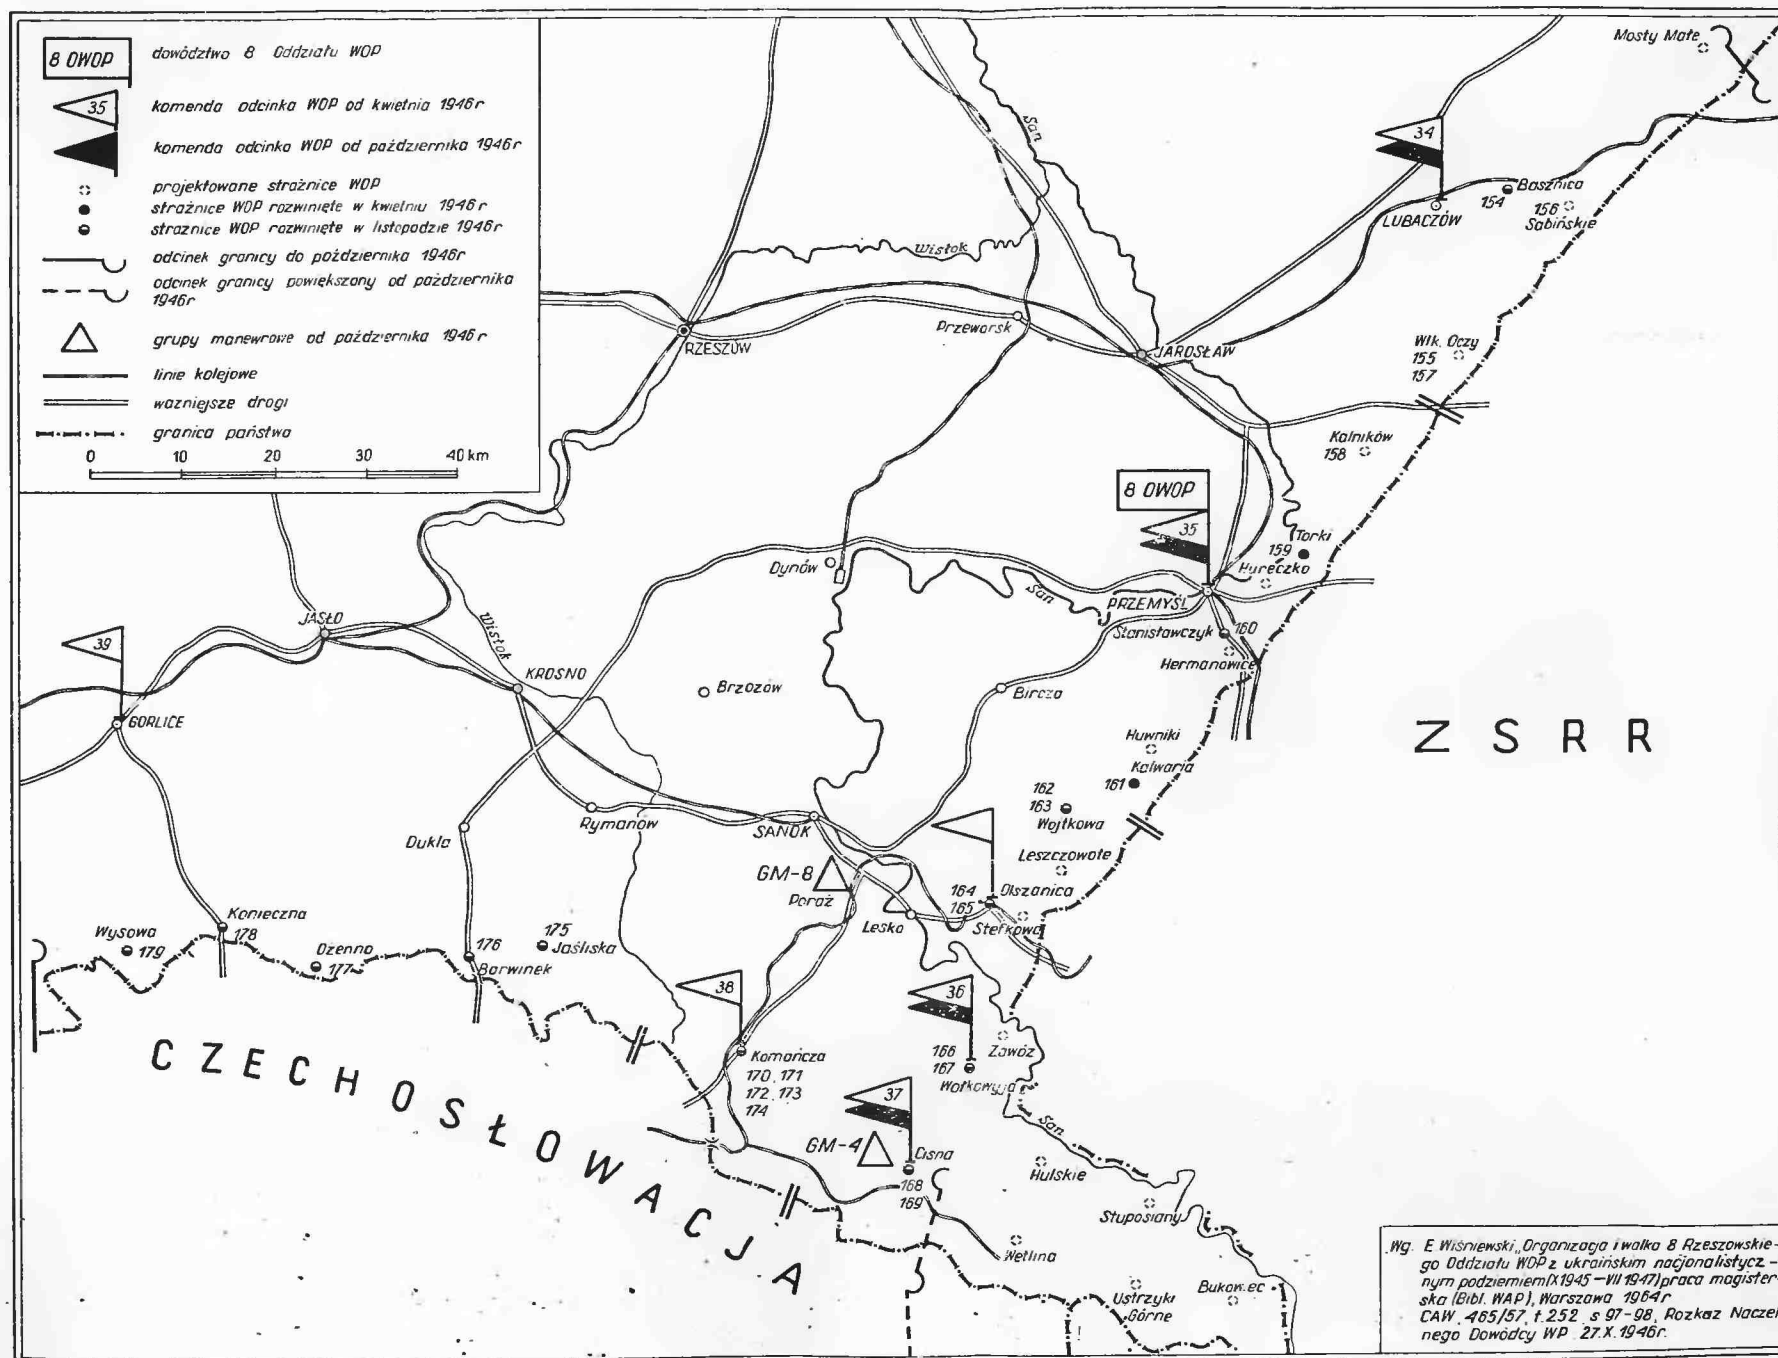 8 OWOP
dowództwo 8 Oddziału WOP
35
komenda odcinka WOP od kwietnia 1946r
komenda odcinka WOP od października 1946r
projektowane strażnice WOP
strażnice WOP rozwinięte w kwietniu 1946r
strażnice WOP rozwinięte w listopadzie 1946r
odcinek granicy do października 1946r
odcinek granicy powiększony od października
1946r
grupy manewrowe od października 1946r
linie kolejowe
ważniejsze drogi
granica państwa
0 10 20 30 40 km
Mosty Małe
San
34
Basznica
154
156
Sobińskie
LUBACZÓW
Wisłok
Przeworsk
RZESZÓW
JAROSŁAW
Wlk. Oczy
155
157
Kalników
158
8 OWOP
35
Torki
159
Hureczko
Dynów
San
PRZEMYŚL
Stanisławczyk
160
Hermanowice
JASŁO
Wisłok
39
KROSNO
GORLICE
Brzozów
Bircza
ZSRR
Huwniki
Kalwaria
161
162
163
Wojtkowa
Rymanów
SANOK
Dukla
Leszczowate
GM-8
Poraż
164
165
Olszanica
Lesko
Stefkowa
Konieczna
178
Wysowa
179
Ożenna
177
176
Barwinek
175
Jaśliska
38
36
Komańcza
170, 171
172, 173
174
166
167
Wołkowyja
Zawóz
CZECHOSŁOWACJA
37
San
GM-4
Cisna
168
169
Hulskie
Stuposiany
Wetlina
Ustrzyki
Górne
Bukowiec
Wg. E. Wiśniewski, „Organizacja i walka 8 Rzeszowskie-
go Oddziału WOP z ukraińskim nacjonalistycz-
nym podziemiem (X 1945 – VII 1947) praca magister-
ska (Bibl. WAP), Warszawa 1964r
CAW, 465/57, t. 252 s 97-98, Rozkaz Naczel
nego Dowódcy WP 27.X.1946r.